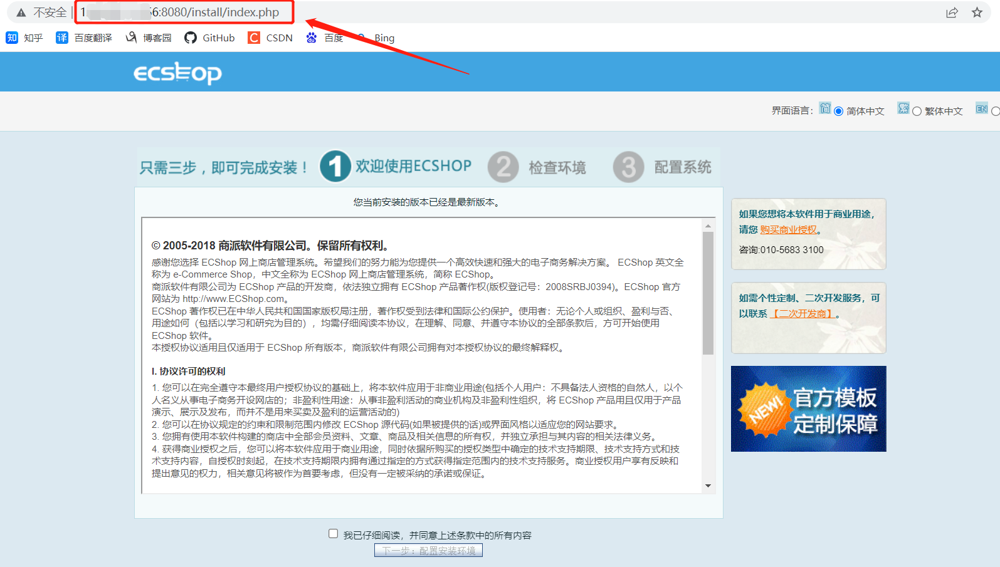 不安全 | 1 56:8080/install/index.php
知 知乎 译 百度翻译 博客园 GitHub C CSDN du 百度 Bing
ecshop
界面语言： 简 简体中文 繁 繁体中文 EN
只需三步，即可完成安装！ 1 欢迎使用ECSHOP 2 检查环境 3 配置系统
您当前安装的版本已经是最新版本。
© 2005-2018 商派软件有限公司。保留所有权利。
感谢您选择 ECShop 网上商店管理系统。希望我们的努力能为您提供一个高效快速和强大的电子商务解决方案。 ECShop 英文全
称为 e-Commerce Shop，中文全称为 ECShop 网上商店管理系统，简称 ECShop。
商派软件有限公司为 ECShop 产品的开发商，依法独立拥有 ECShop 产品著作权(版权登记号：2008SRBJ0394)。ECShop 官方
网站为 http://www.ECShop.com。
ECShop 著作权已在中华人民共和国国家版权局注册，著作权受到法律和国际公约保护。使用者：无论个人或组织、盈利与否、
用途如何（包括以学习和研究为目的），均需仔细阅读本协议，在理解、同意、并遵守本协议的全部条款后，方可开始使用
ECShop 软件。
本授权协议适用且仅适用于 ECShop 所有版本，商派软件有限公司拥有对本授权协议的最终解释权。
I. 协议许可的权利
1. 您可以在完全遵守本最终用户授权协议的基础上，将本软件应用于非商业用途(包括个人用户：不具备法人资格的自然人，以个
人名义从事电子商务开设网店的；非盈利性用途：从事非盈利活动的商业机构及非盈利性组织，将 ECShop 产品用且仅用于产品
演示、展示及发布，而并不是用来买卖及盈利的运营活动的)
2. 您可以在协议规定的约束和限制范围内修改 ECShop 源代码(如果被提供的话)或界面风格以适应您的网站要求。
3. 您拥有使用本软件构建的商店中全部会员资料、文章、商品及相关信息的所有权，并独立承担与其内容的相关法律义务。
4. 获得商业授权之后，您可以将本软件应用于商业用途，同时依据所购买的授权类型中确定的技术支持期限、技术支持方式和技
术支持内容，自授权时刻起，在技术支持期限内拥有通过指定的方式获得指定范围内的技术支持服务。商业授权用户享有反映和
提出意见的权力，相关意见将被作为首要考虑，但没有一定被采纳的承诺或保证。
我已仔细阅读，并同意上述条款中的所有内容
下一步：配置安装环境
如果您想将本软件用于商业用途，
请您 购买商业授权。
咨询:010-5683 3100
如需个性定制、二次开发服务，可
以联系 【二次开发商】。
NEW! 官方模板
定制保障